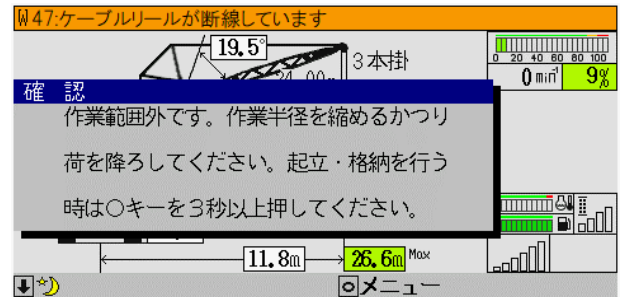 W47:ケーブルリールが断線しています
19.5°
3本掛
0 20 40 60 80 100
0min⁻¹ 9%
確 認
作業範囲外です。作業半径を縮めるかつり
荷を降ろしてください。起立・格納を行う
時は○キーを3秒以上押してください。
11.8m 26.6m Max
メニュー